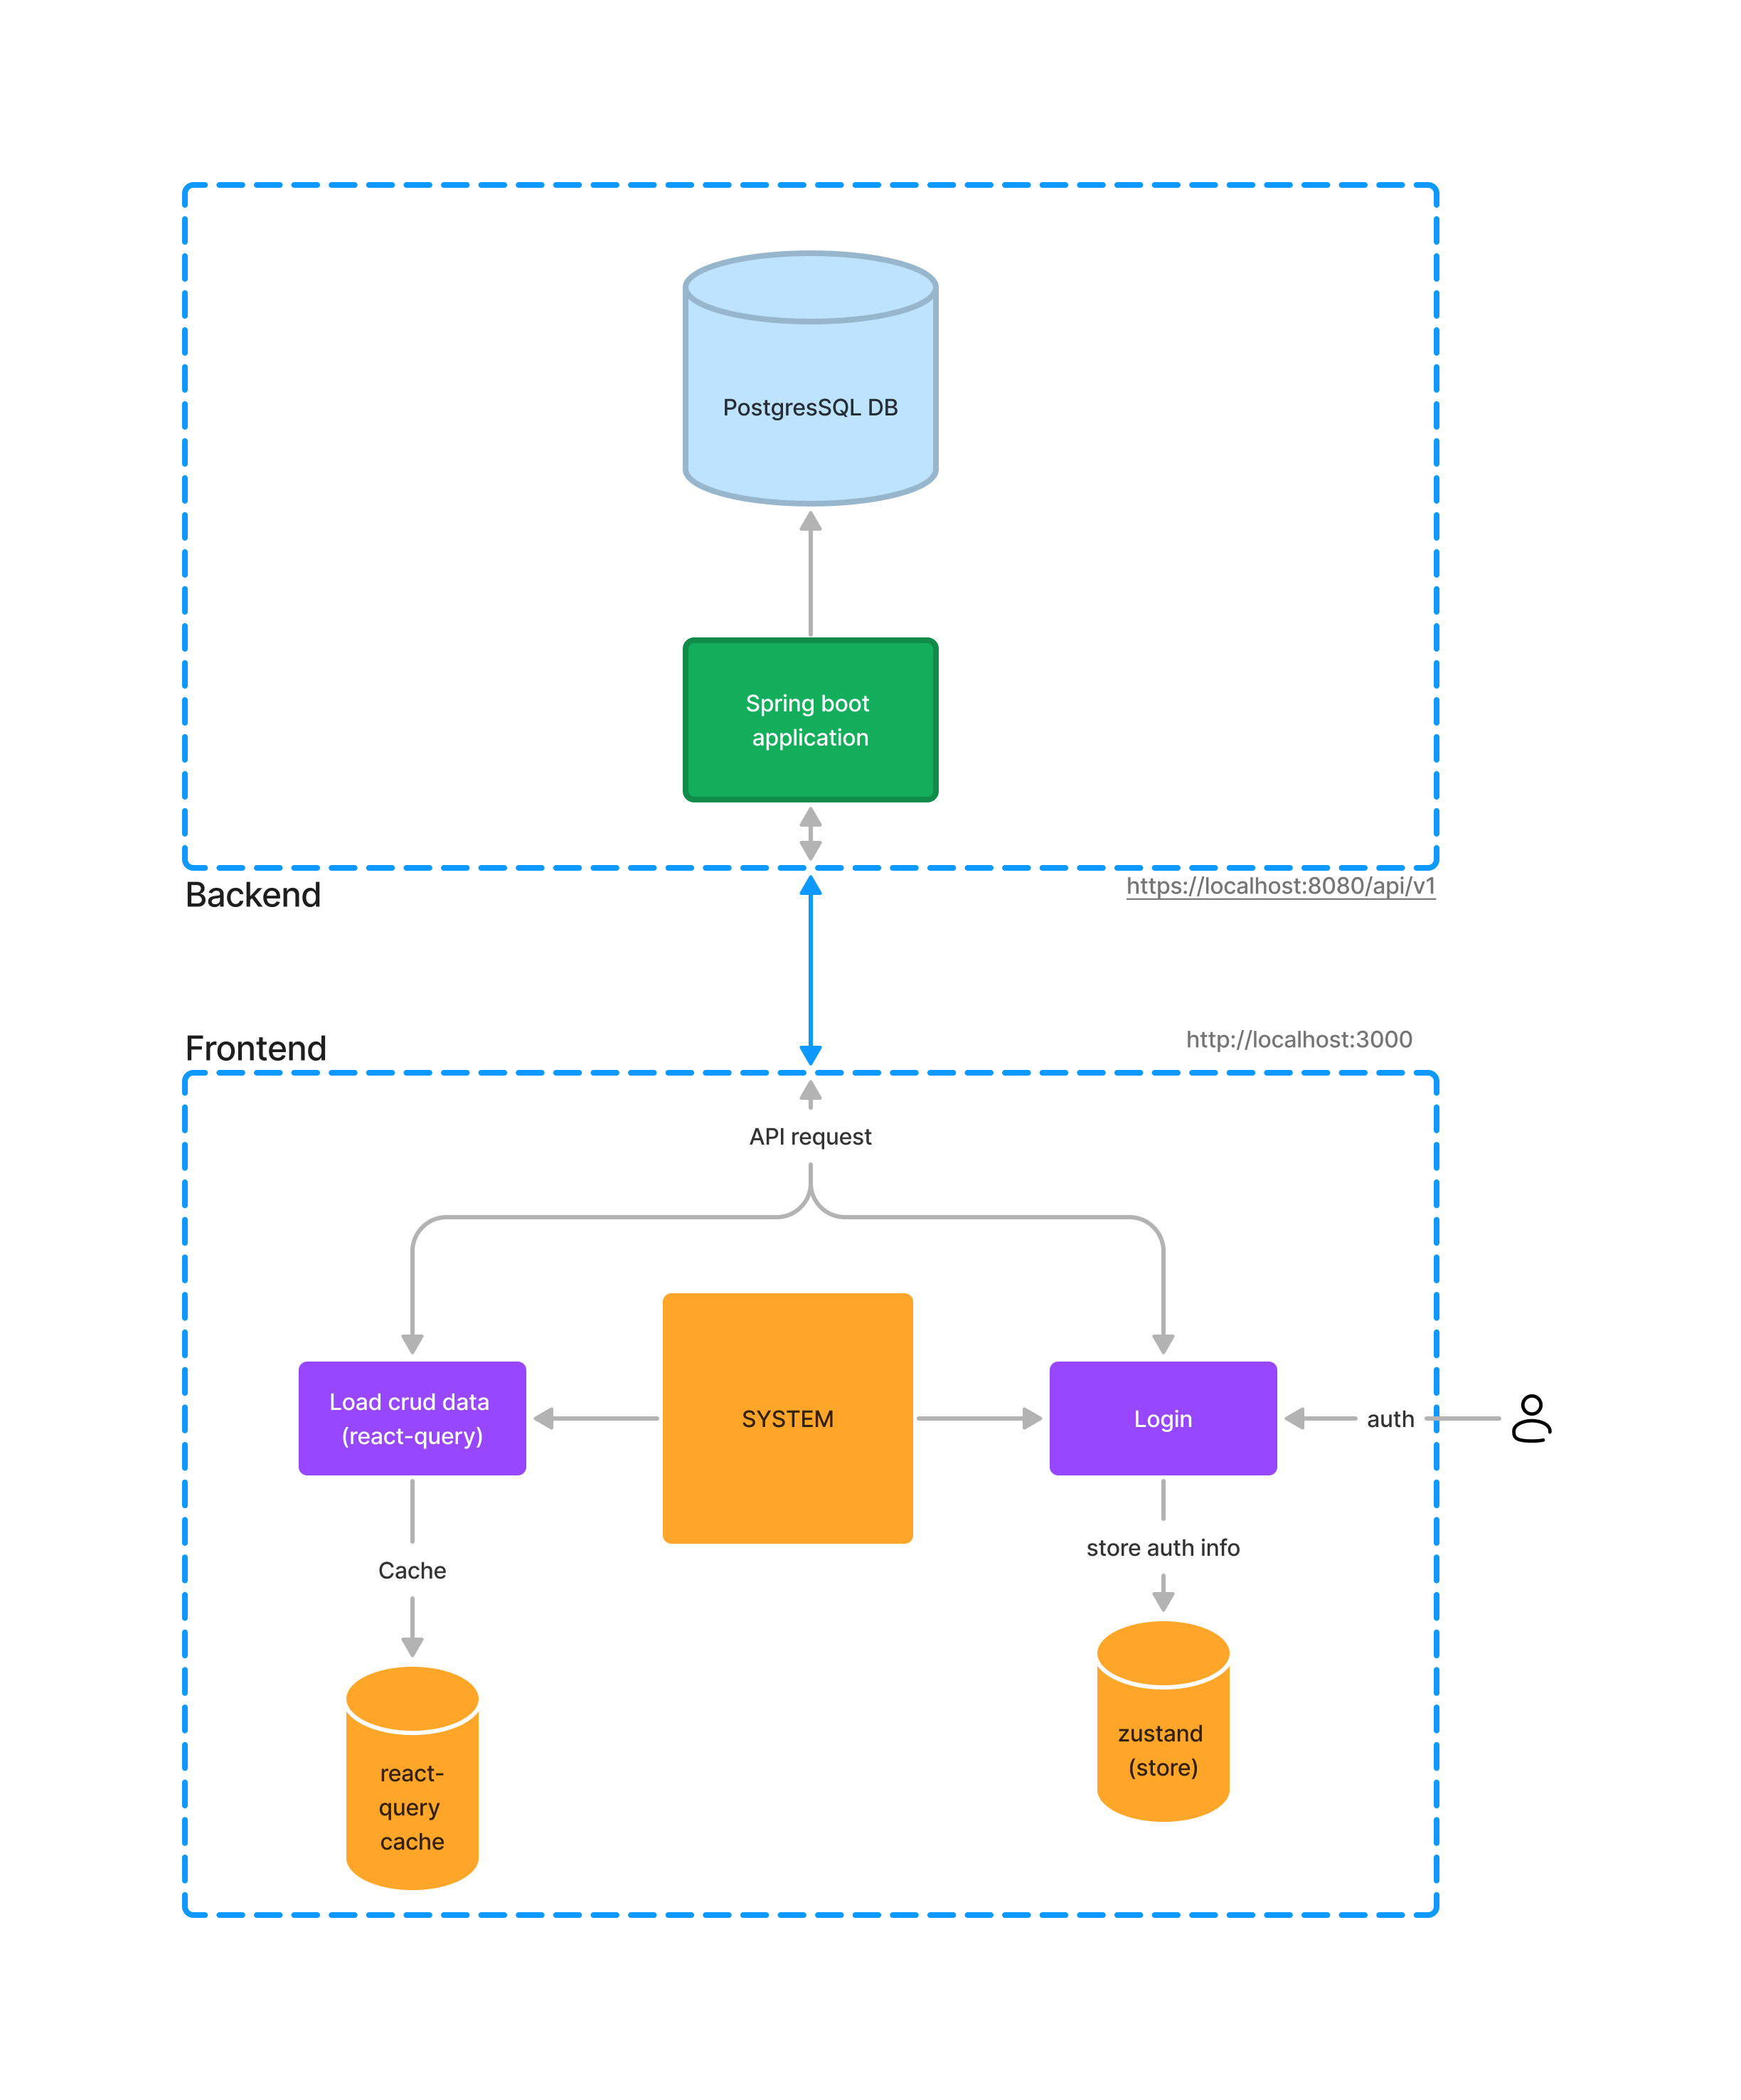 PostgresSQL DB
Spring boot
application
Backend
https://localhost:8080/api/v1
Frontend
http://localhost:3000
API request
Load crud data
(react-query)
SYSTEM
Login
auth
Cache
store auth info
react-
query
cache
zustand
(store)